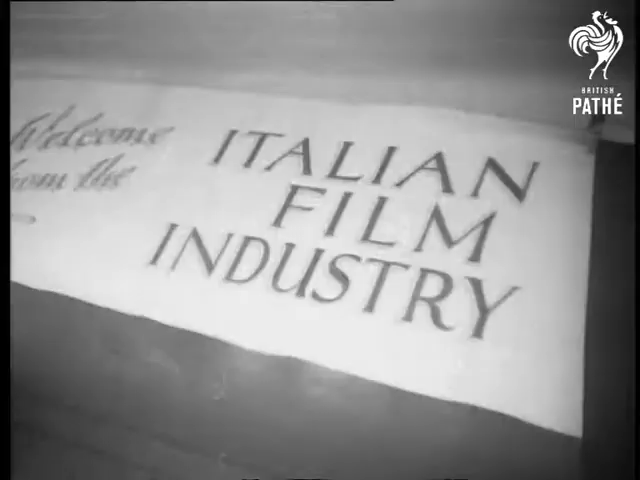 Welcome
from the
ITALIAN
FILM
INDUSTRY
BRITISH
PATHÉ